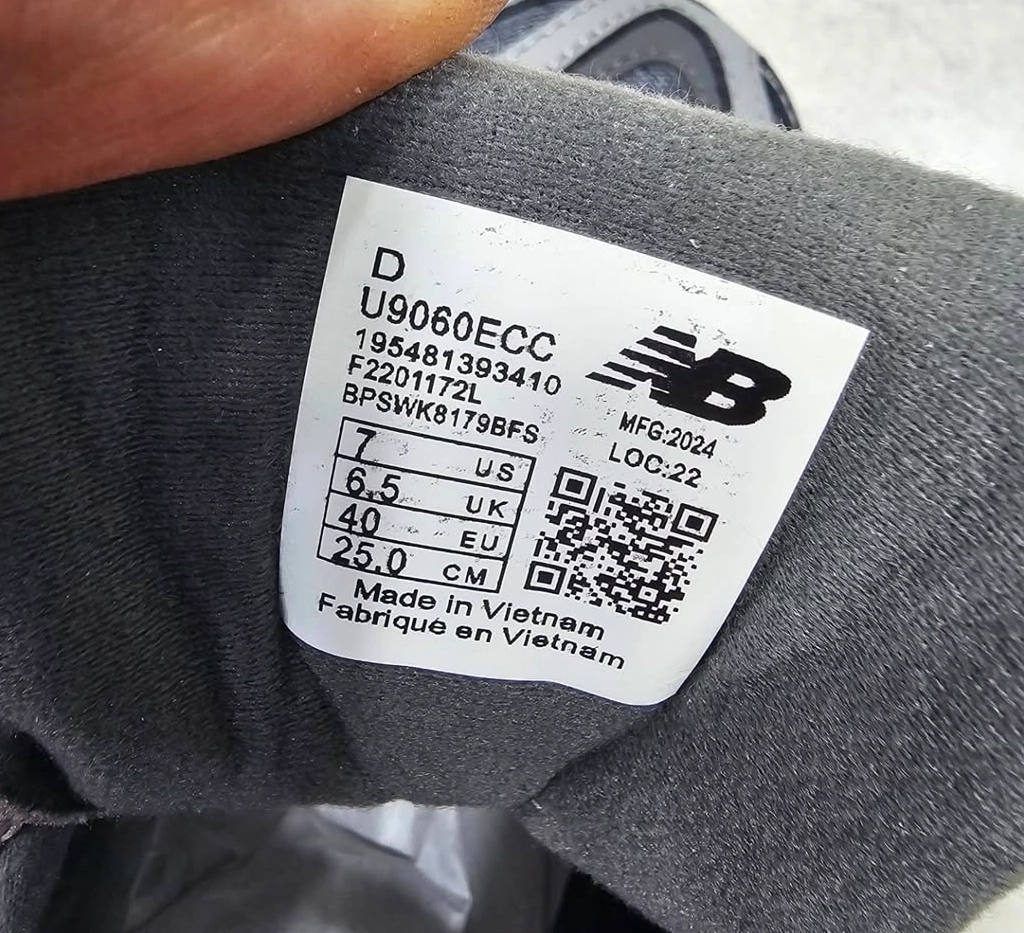 D
U9060ECC
195481393410
F2201172L
BPSWK8179BFS
7 US
6.5 UK
40 EU
25.0 CM
Made in Vietnam
Fabriqué en Vietnam
NB
MFG:2024
LOC:22